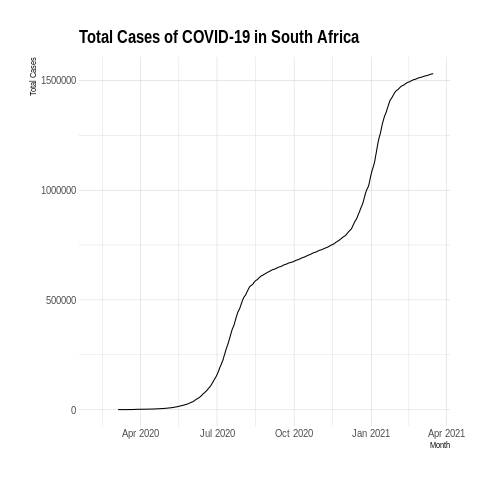 Total Cases of COVID-19 in South Africa
Total Cases
1500000
1000000
500000
0
Apr 2020 Jul 2020 Oct 2020 Jan 2021 Apr 2021
Month